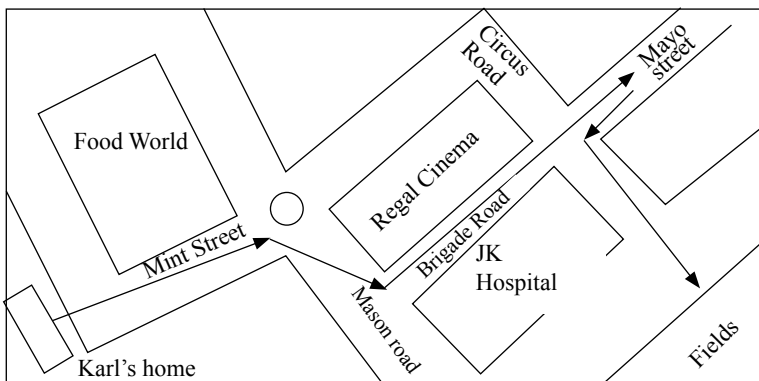 Circus
Road
Mayo
street
Food World
Regal Cinema
Mint Street
Brigade Road
JK
Hospital
Mason road
Fields
Karl's home